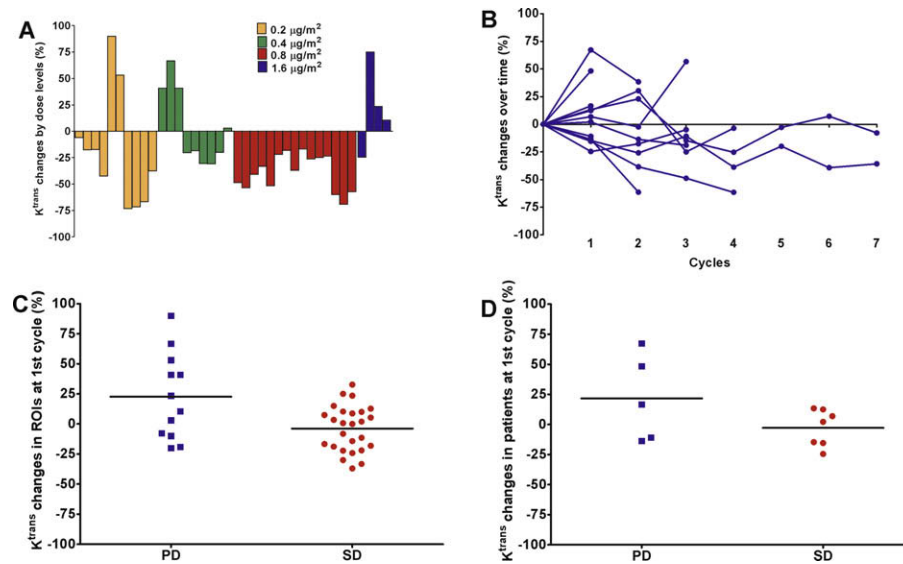 A
K^trans changes by dose levels (%)
100
75
50
25
0
-25
-50
-75
-100
0.2 μg/m²
0.4 μg/m²
0.8 μg/m²
1.6 μg/m²
B
K^trans changes over time (%)
100
75
50
25
0
-25
-50
-75
-100
1 2 3 4 5 6 7
Cycles
C
K^trans changes in ROIs at 1st cycle (%)
100
75
50
25
0
-25
-50
-75
-100
PD SD
D
K^trans changes in patients at 1st cycle (%)
100
75
50
25
0
-25
-50
-75
-100
PD SD